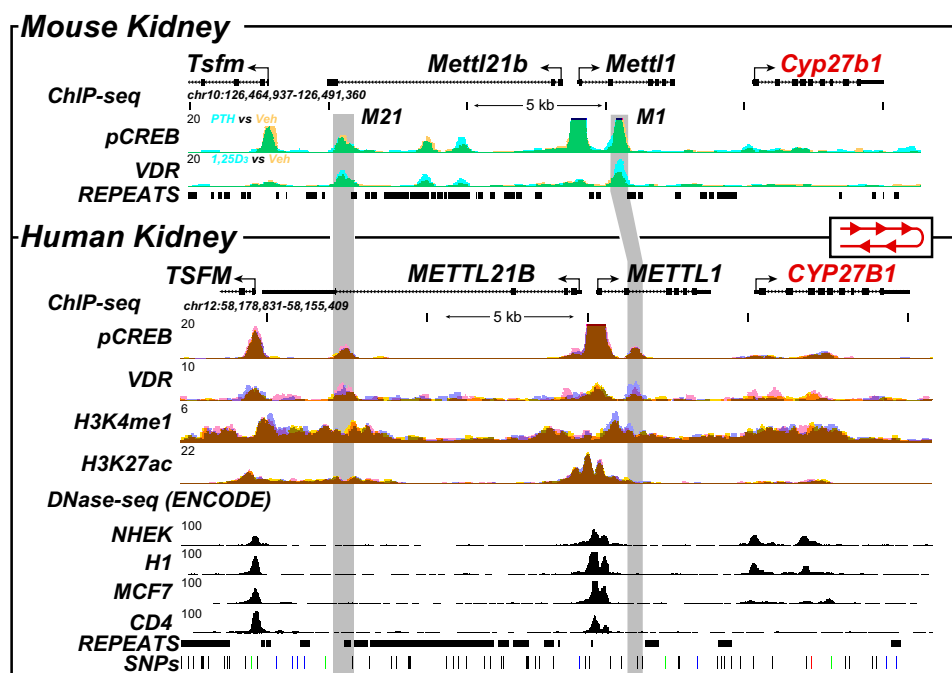 Mouse Kidney
Tsfm Mettl21b Mettl1 Cyp27b1
ChIP-seq chr10:126,464,937-126,491,360 5 kb
20 PTH vs Veh M21 M1
pCREB
20 1,25D3 vs Veh
VDR
REPEATS
Human Kidney
TSFM METTL21B METTL1 CYP27B1
ChIP-seq chr12:58,178,831-58,155,409 5 kb
20
pCREB
10
VDR
6
H3K4me1
22
H3K27ac
DNase-seq (ENCODE)
NHEK 100
H1 100
MCF7 100
CD4 100
REPEATS
SNPs